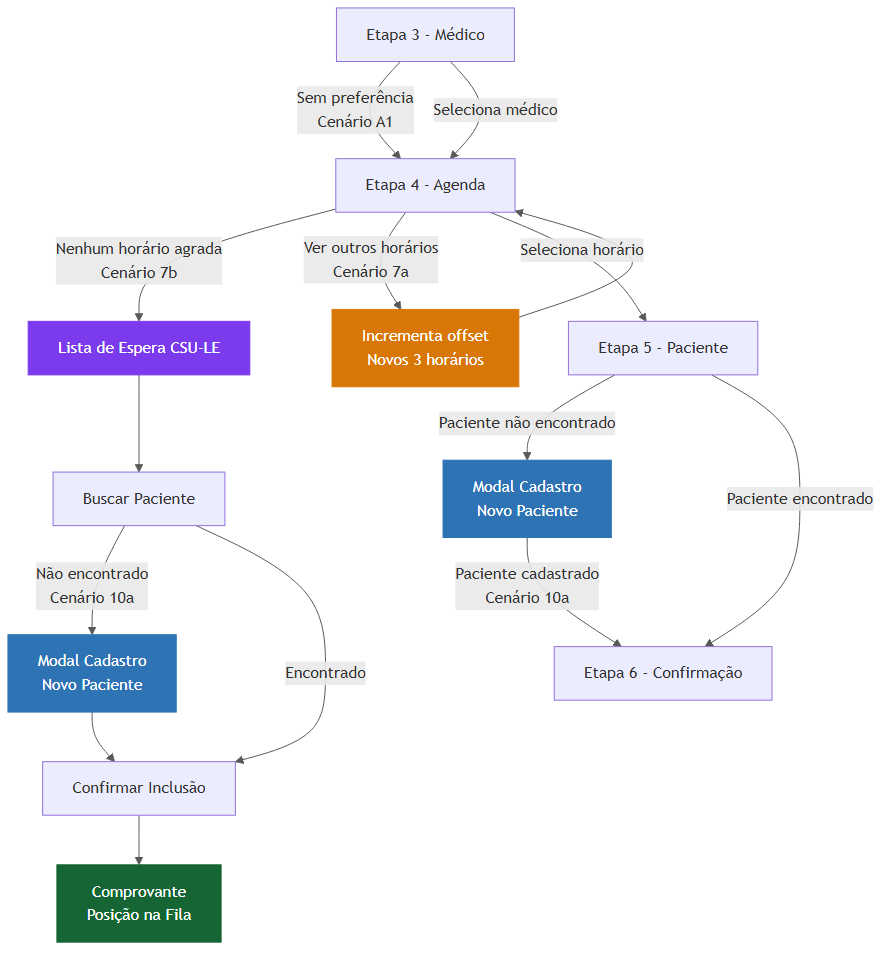 Etapa 3 - Médico
Sem preferência
Cenário A1
Seleciona médico
Etapa 4 - Agenda
Nenhum horário agrada
Cenário 7b
Ver outros horários
Cenário 7a
Seleciona horário
Lista de Espera CSU-LE
Incrementa offset
Novos 3 horários
Etapa 5 - Paciente
Paciente não encontrado
Modal Cadastro
Novo Paciente
Paciente encontrado
Buscar Paciente
Não encontrado
Cenário 10a
Paciente cadastrado
Cenário 10a
Modal Cadastro
Novo Paciente
Encontrado
Etapa 6 - Confirmação
Confirmar Inclusão
Comprovante
Posição na Fila